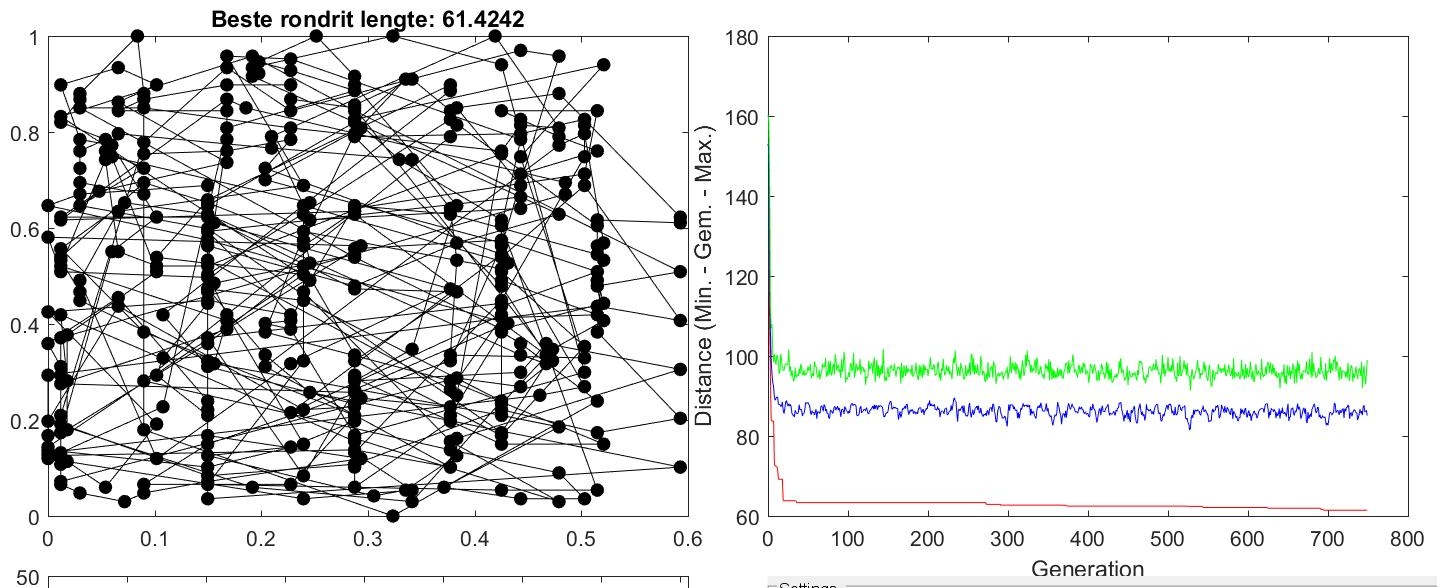 Beste rondrit lengte: 61.4242
1
0.8
0.6
0.4
0.2
0
0 0.1 0.2 0.3 0.4 0.5 0.6
50
Distance (Min. - Gem. - Max.)
180
160
140
120
100
80
60
0 100 200 300 400 500 600 700 800
Generation
Settings